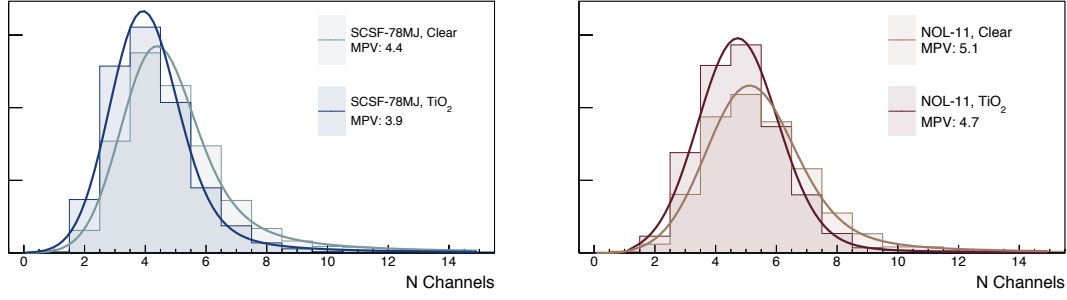 SCSF-78MJ, Clear
MPV: 4.4
SCSF-78MJ, TiO₂
MPV: 3.9
0 2 4 6 8 10 12 14
N Channels
NOL-11, Clear
MPV: 5.1
NOL-11, TiO₂
MPV: 4.7
0 2 4 6 8 10 12 14
N Channels